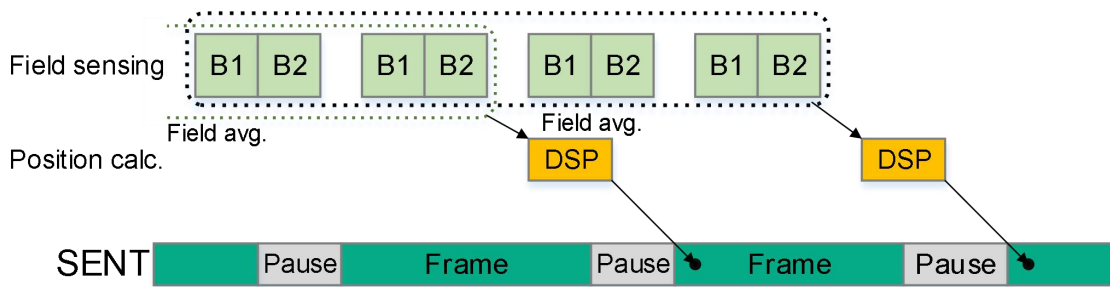 Field sensing B1 B2 B1 B2 B1 B2 B1 B2
Field avg. Field avg.
Position calc. DSP DSP
SENT Pause Frame Pause Frame Pause